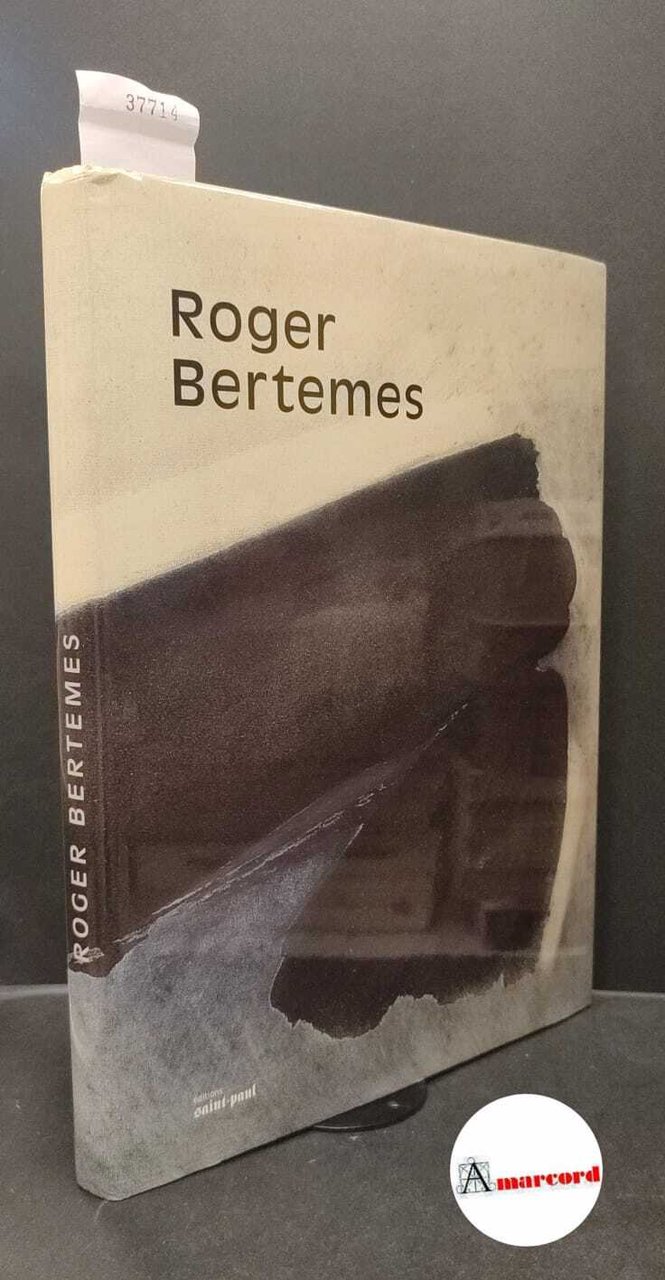 37714
Roger
Bertemes
ROGER BERTEMES
éditions
saint-paul
Amarcord